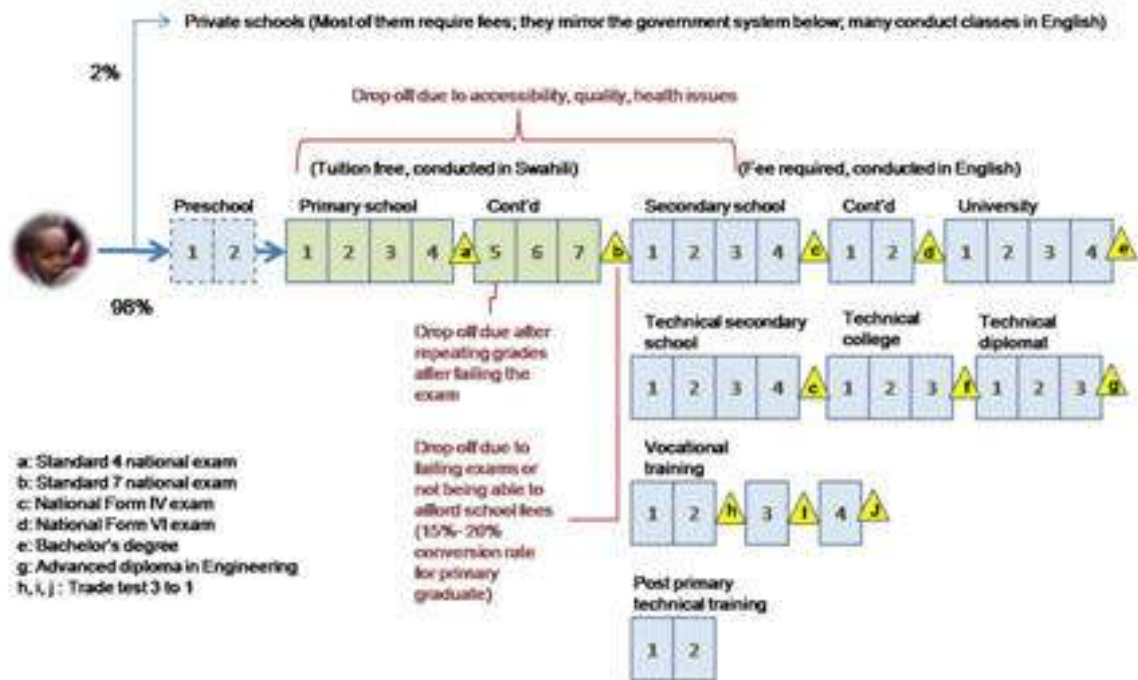 Private schools (Most of them require fees; they mirror the government system below; many conduct classes in English)
2%
Drop off due to accessibility, quality, health issues
(Tuition free, conducted in Swahili)
(Fee required, conducted in English)
Preschool
Primary school
Cont'd
Secondary school
Cont'd
University
1 2
1 2 3 4 a 5 6 7 b 1 2 3 4 c 1 2 d 1 2 3 4 e
98%
Drop off due after
repeating grades
after failing the
exam
Technical secondary
school
Technical
college
Technical
diplomat
1 2 3 4 c 1 2 3 f 1 2 3 g
Drop off due to
failing exams or
not being able to
afford school fees
(15%- 20%
conversion rate
for primary
graduate)
Vocational
training
1 2 h 3 i 4 J
Post primary
technical training
1 2
a: Standard 4 national exam
b: Standard 7 national exam
c: National Form IV exam
d: National Form VI exam
e: Bachelor's degree
g: Advanced diploma in Engineering
h, i, j : Trade test 3 to 1